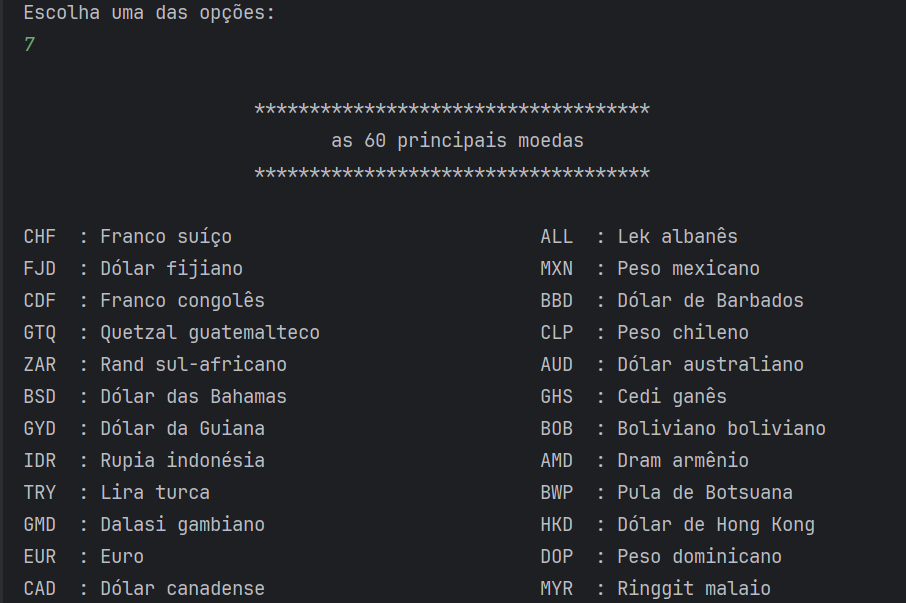 Escolha uma das opções:
7
************************************
as 60 principais moedas
************************************
CHF : Franco suíço ALL : Lek albanês
FJD : Dólar fijiano MXN : Peso mexicano
CDF : Franco congolês BBD : Dólar de Barbados
GTQ : Quetzal guatemalteco CLP : Peso chileno
ZAR : Rand sul-africano AUD : Dólar australiano
BSD : Dólar das Bahamas GHS : Cedi ganês
GYD : Dólar da Guiana BOB : Boliviano boliviano
IDR : Rupia indonésia AMD : Dram armênio
TRY : Lira turca BWP : Pula de Botsuana
GMD : Dalasi gambiano HKD : Dólar de Hong Kong
EUR : Euro DOP : Peso dominicano
CAD : Dólar canadense MYR : Ringgit malaio